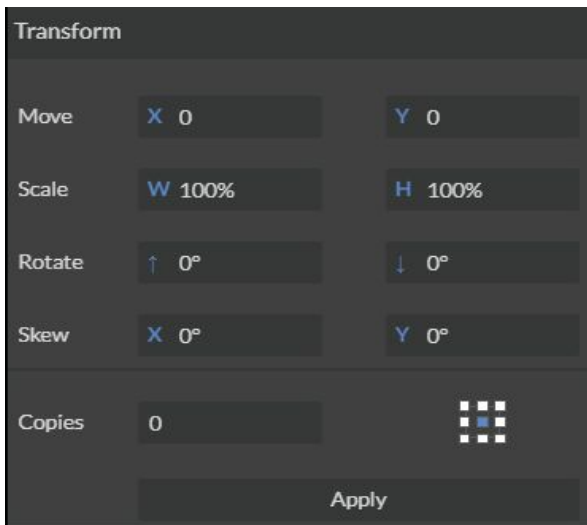 Transform
Move X 0 Y 0
Scale W 100% H 100%
Rotate ↑ 0° ↓ 0°
Skew X 0° Y 0°
Copies 0
Apply